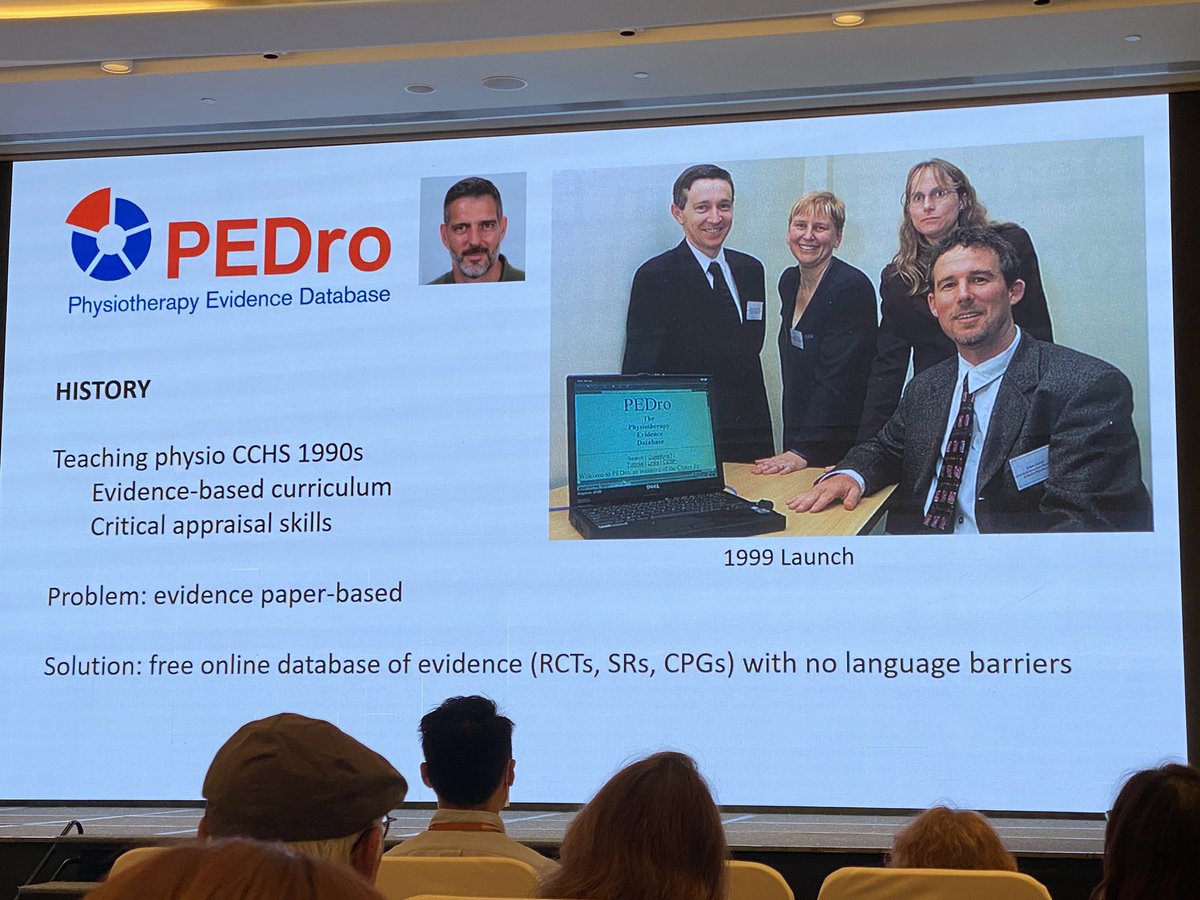 PEDro
Physiotherapy Evidence Database
HISTORY
Teaching physio CCHS 1990s
Evidence-based curriculum
Critical appraisal skills
Problem: evidence paper-based
Solution: free online database of evidence (RCTs, SRs, CPGs) with no language barriers
PEDro
The
Physiotherapy
Evidence
Database
DELL
1999 Launch